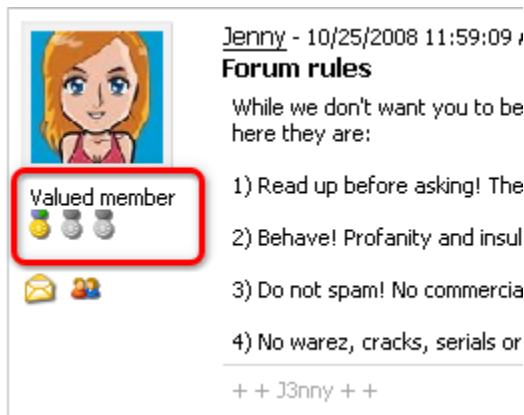 Jenny - 10/25/2008 11:59:09
Forum rules
While we don't want you to be
here they are:
Valued member
1) Read up before asking! The
2) Behave! Profanity and insul
3) Do not spam! No commercia
4) No warez, cracks, serials or
+ + J3nny + +